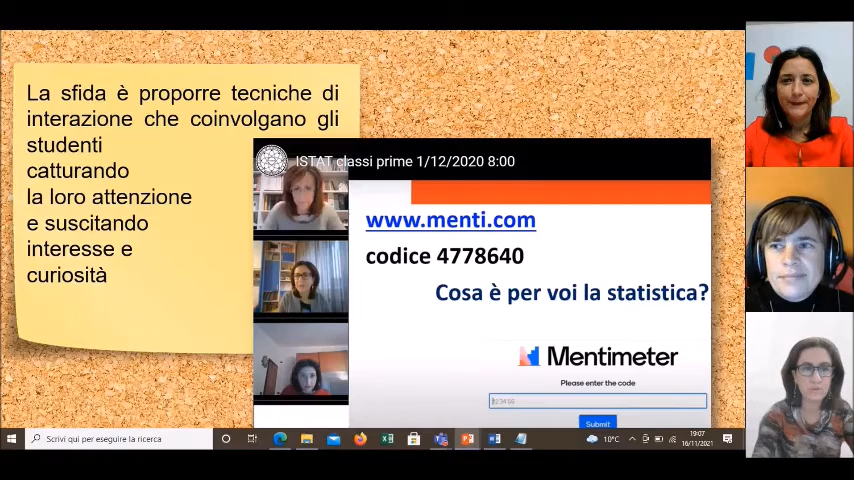 La sfida è proporre tecniche di
interazione che coinvolgano gli
studenti
catturando
la loro attenzione
e suscitando
interesse e
curiosità
ISTAT classi prime 1/12/2020 8:00
www.menti.com
codice 4778640
Cosa è per voi la statistica?
Mentimeter
Please enter the code
Submit
Scrivi qui per eseguire la ricerca
10°C
19:07
16/11/2021